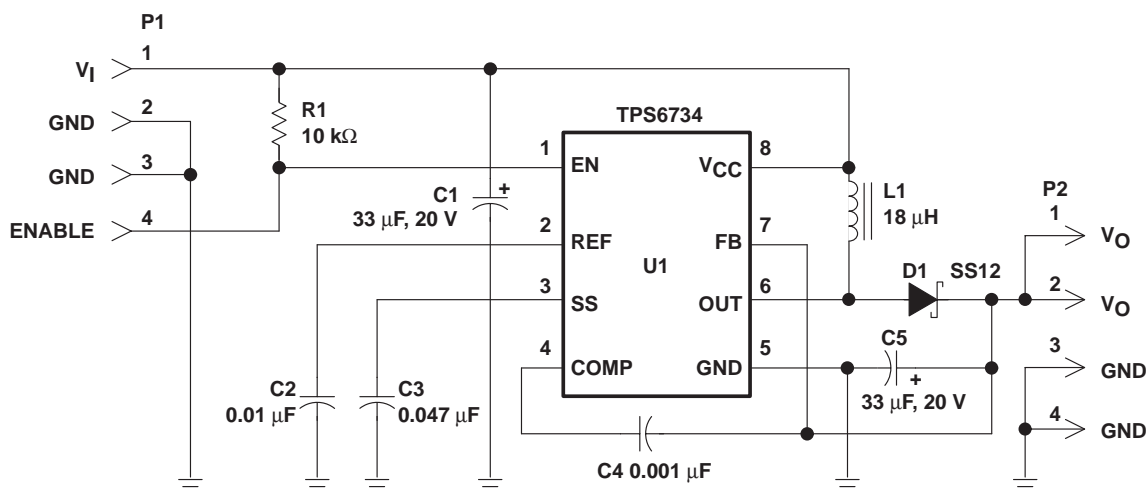 P1
1
V_I
2
GND
3
GND
4
ENABLE
R1
10 kΩ
C1
+
33 μF, 20 V
TPS6734
1
EN
2
REF
3
SS
4
COMP
U1
8
V_CC
7
FB
6
OUT
5
GND
L1
18 μH
D1
SS12
C5
+
33 μF, 20 V
C2
0.01 μF
C3
0.047 μF
C4 0.001 μF
P2
1
V_O
2
V_O
3
GND
4
GND